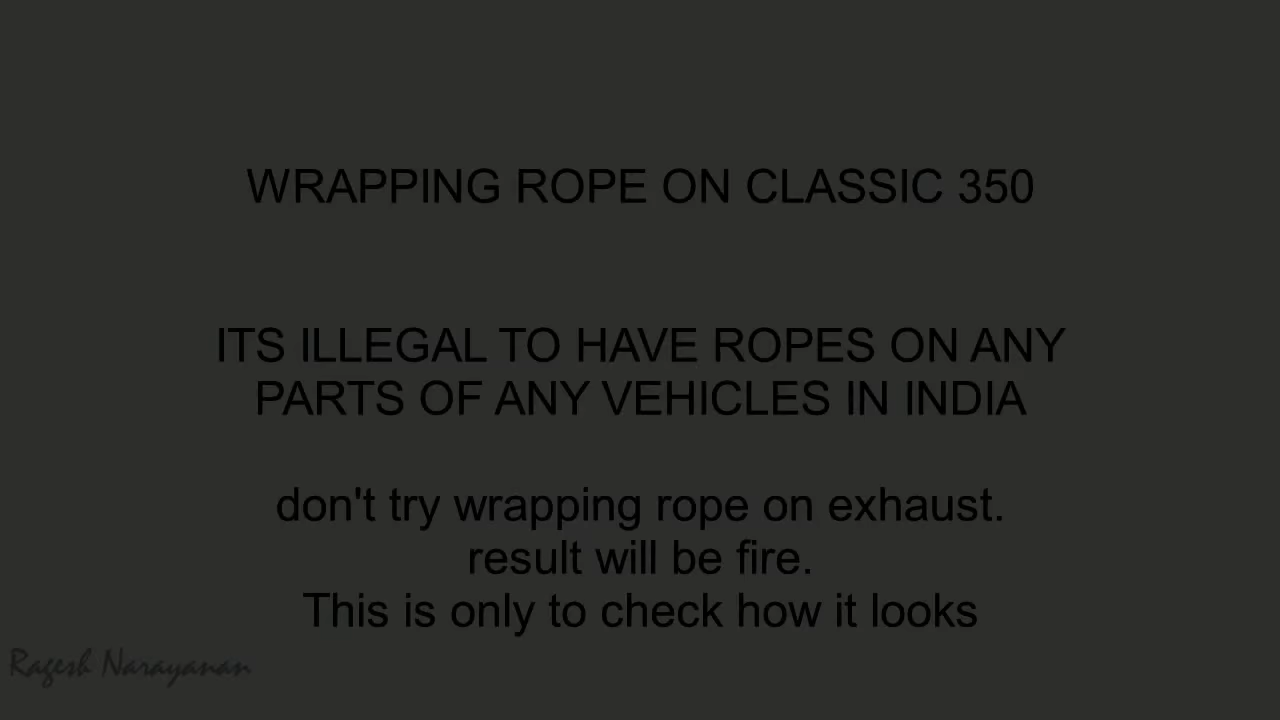 WRAPPING ROPE ON CLASSIC 350
ITS ILLEGAL TO HAVE ROPES ON ANY
PARTS OF ANY VEHICLES IN INDIA
don't try wrapping rope on exhaust.
result will be fire.
This is only to check how it looks
Ragesh Narayanan